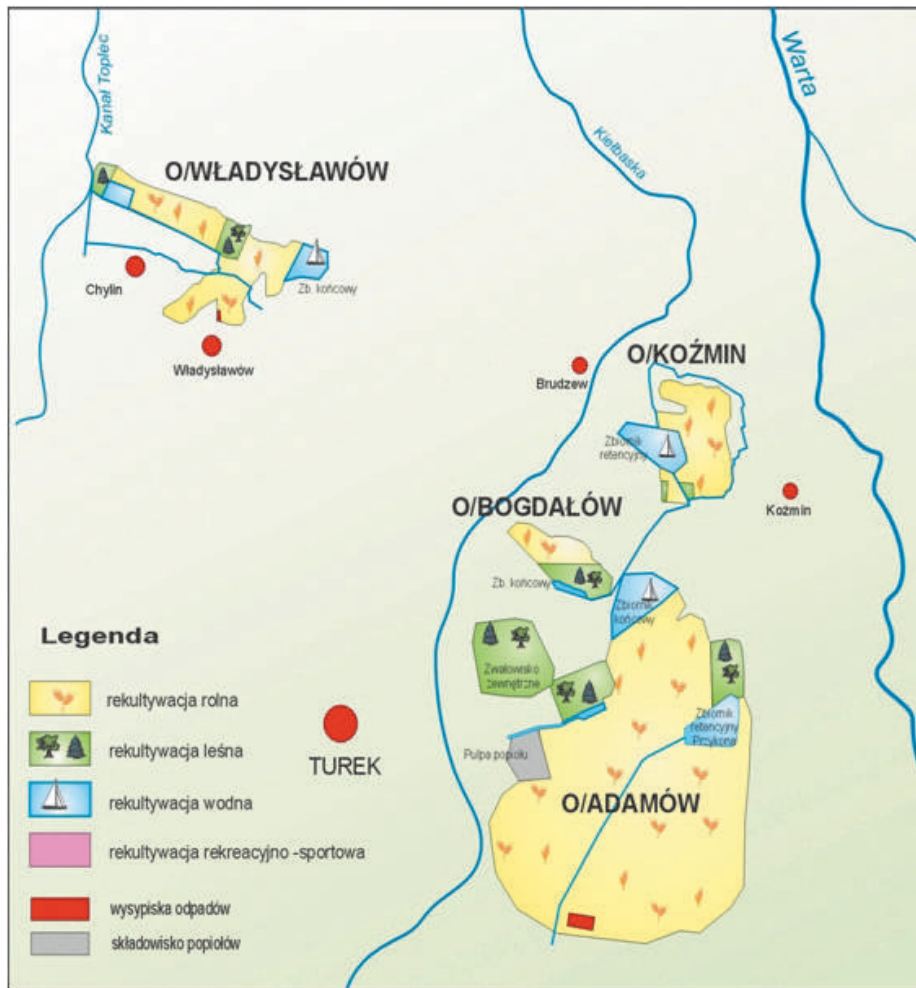 Kanał Toplec
Warta
Kiełbaska
O/WŁADYSŁAWÓW
Chylin
Zb. końcowy
Władysławów
O/KOŹMIN
Brudzew
Zbiornik
retencyjny
Koźmin
O/BOGDAŁÓW
Zb. końcowy
Zbiornik
końcowy
Zwałowisko
zewnętrzne
Zbiornik
retencyjny
Przykona
Pulpa popiołu
O/ADAMÓW
TUREK
Legenda
rekultywacja rolna
rekultywacja leśna
rekultywacja wodna
rekultywacja rekreacyjno -sportowa
wysypiska odpadów
składowisko popiołów